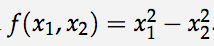 . f(x₁, x₂) = x₁² − x₂²